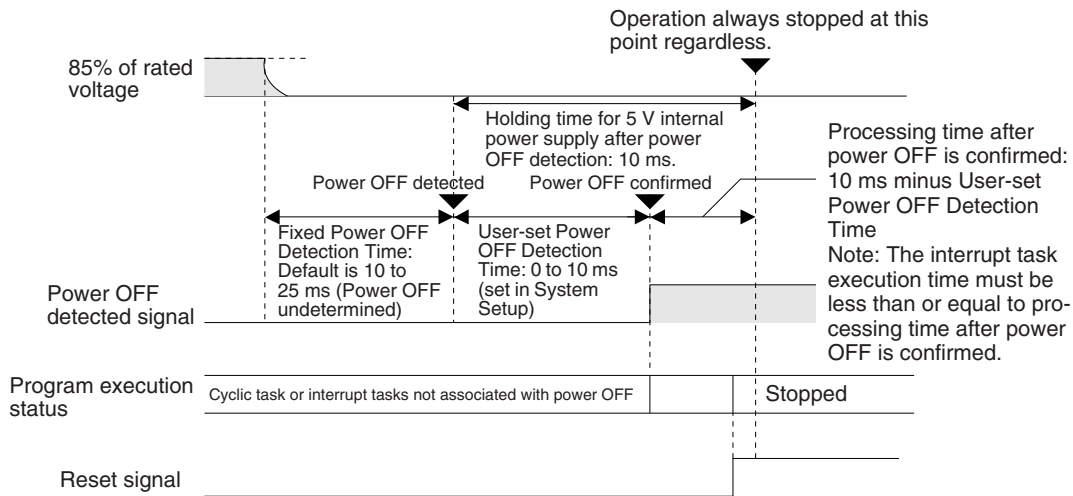 Operation always stopped at this
point regardless.
85% of rated
voltage
Holding time for 5 V internal
power supply after power
OFF detection: 10 ms.
Processing time after
power OFF is confirmed:
10 ms minus User-set
Power OFF Detection
Time
Note: The interrupt task
execution time must be
less than or equal to pro-
cessing time after power
OFF is confirmed.
Power OFF detected
Power OFF confirmed
Fixed Power OFF
Detection Time:
Default is 10 to
25 ms (Power OFF
undetermined)
User-set Power
OFF Detection
Time: 0 to 10 ms
(set in System
Setup)
Power OFF
detected signal
Program execution
status
Cyclic task or interrupt tasks not associated with power OFF
Stopped
Reset signal